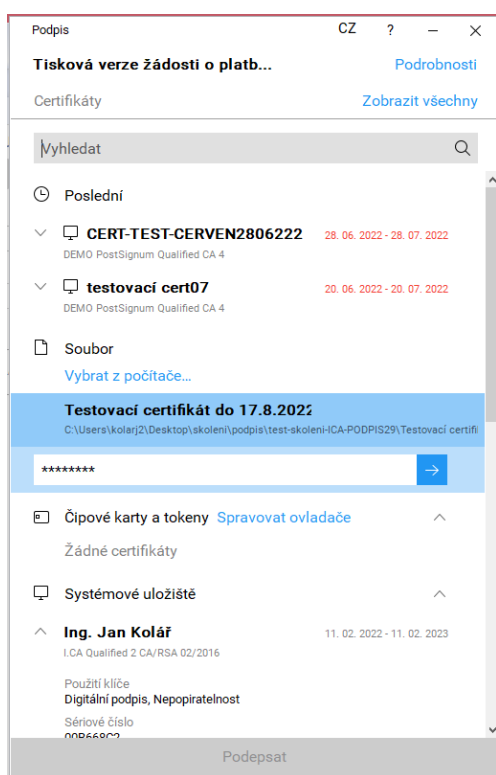 Podpis CZ ? – ×
Tisková verze žádosti o platb... Podrobnosti
Certifikáty Zobrazit všechny
Vyhledat
Poslední
CERT-TEST-CERVEN2806222 28. 06. 2022 - 28. 07. 2022
DEMO PostSignum Qualified CA 4
testovací cert07 20. 06. 2022 - 20. 07. 2022
DEMO PostSignum Qualified CA 4
Soubor
Vybrat z počítače...
Testovací certifikát do 17.8.2022
C:\Users\kolarj2\Desktop\skoleni\podpis\test-skoleni-ICA-PODPIS29\Testovací certifi
********
Čipové karty a tokeny Spravovat ovladače
Žádné certifikáty
Systémové uložiště
Ing. Jan Kolář 11. 02. 2022 - 11. 02. 2023
I.CA Qualified 2 CA/RSA 02/2016
Použití klíče
Digitální podpis, Nepopiratelnost
Sériové číslo
00B668C2
Podepsat